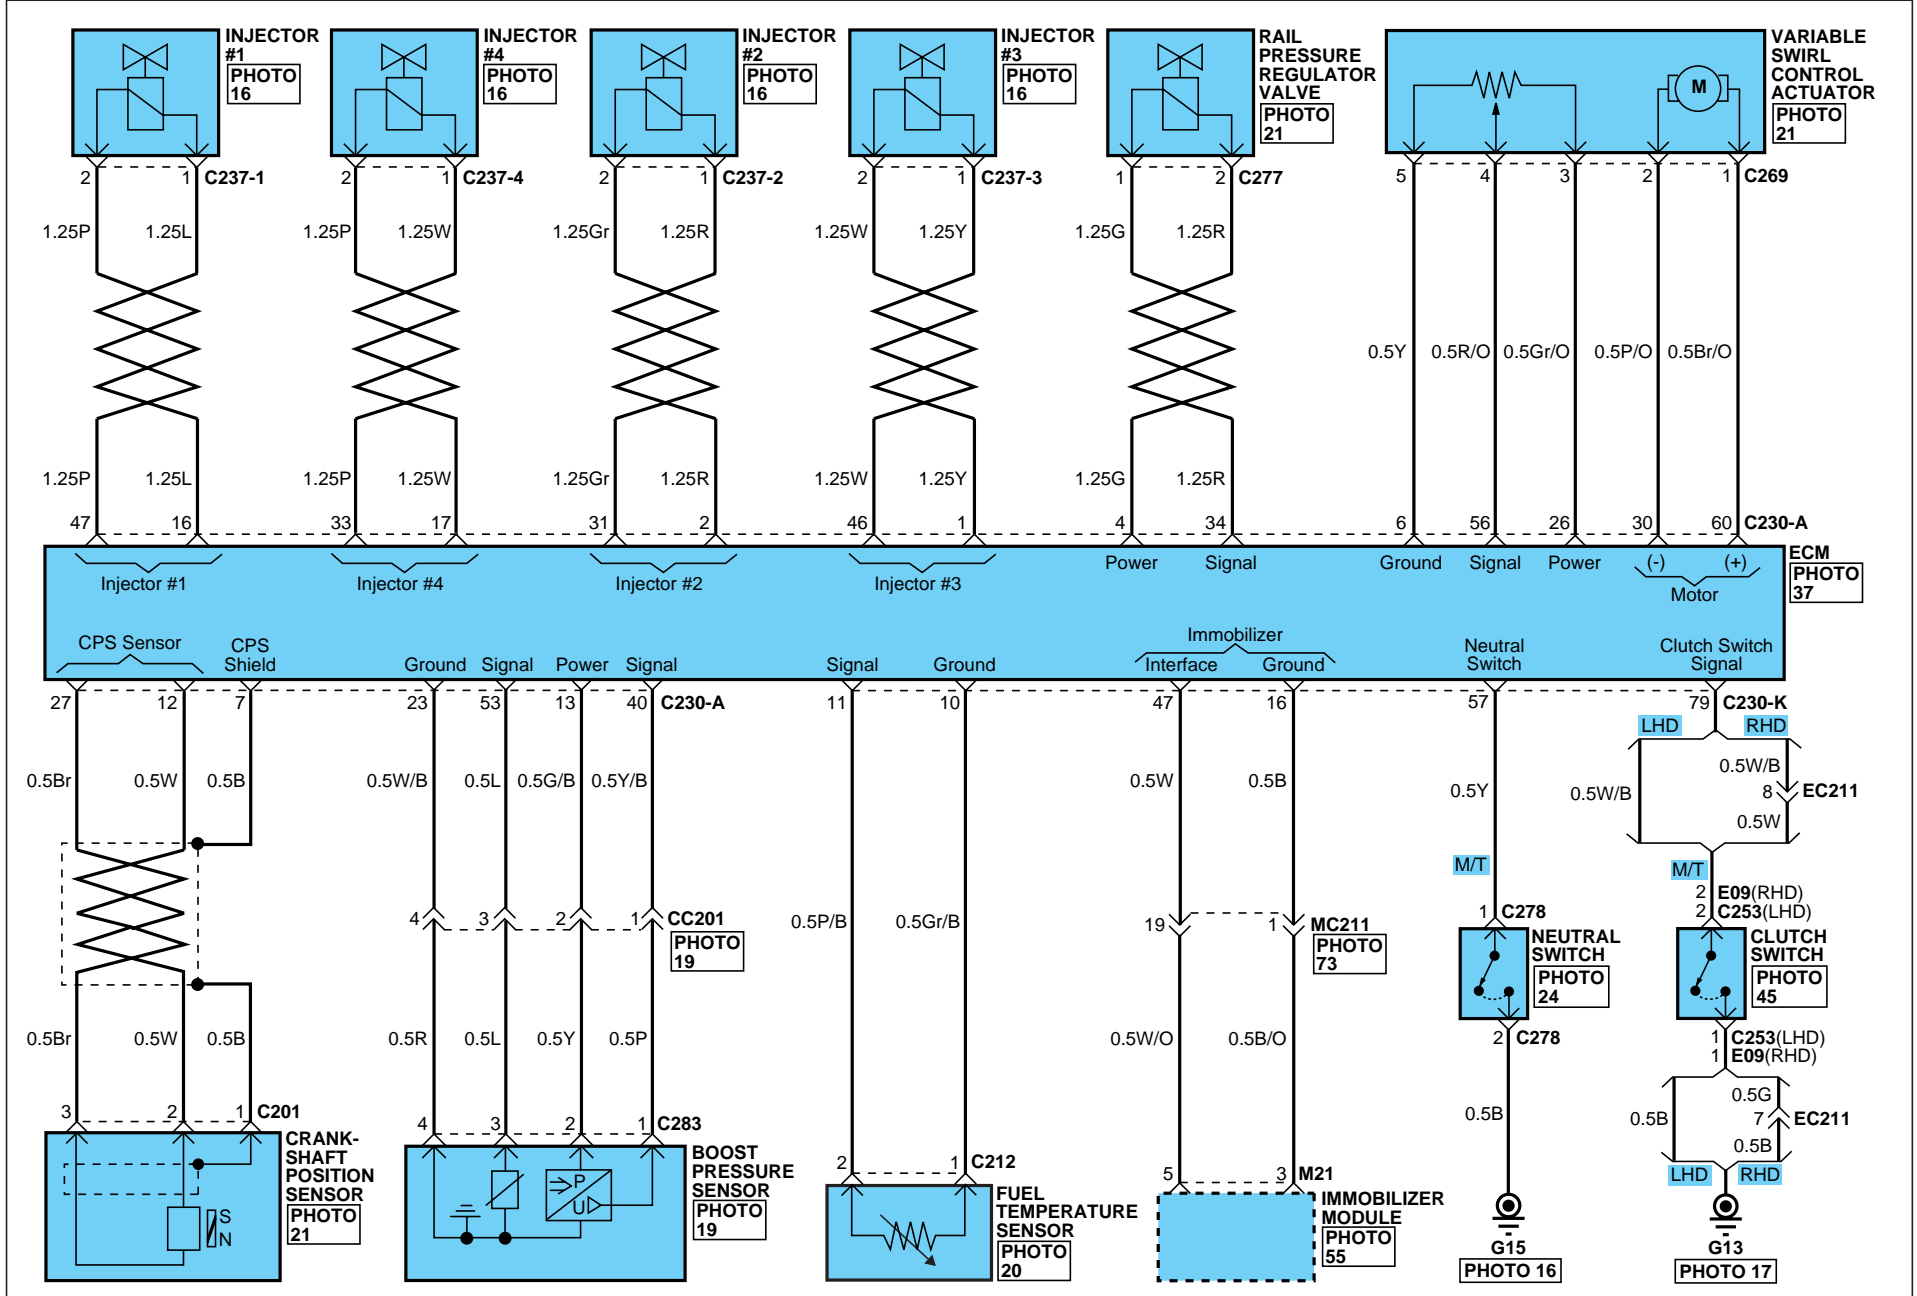 INJECTOR
#1
PHOTO
16
INJECTOR
#4
PHOTO
16
INJECTOR
#2
PHOTO
16
INJECTOR
#3
PHOTO
16
RAIL
PRESSURE
REGULATOR
VALVE
PHOTO
21
M
VARIABLE
SWIRL
CONTROL
ACTUATOR
PHOTO
21
2 1 C237-1
2 1 C237-4
2 1 C237-2
2 1 C237-3
1 2 C277
5 4 3 2 1 C269
1.25P 1.25L 1.25P 1.25W 1.25Gr 1.25R 1.25W 1.25Y 1.25G 1.25R
0.5Y 0.5R/O 0.5Gr/O 0.5P/O 0.5Br/O
1.25P 1.25L 1.25P 1.25W 1.25Gr 1.25R 1.25W 1.25Y 1.25G 1.25R
47 16 33 17 31 2 46 1 4 34 6 56 26 30 60 C230-A
ECM
PHOTO
37
Injector #1 Injector #4 Injector #2 Injector #3 Power Signal Ground Signal Power (-) (+)
Motor
CPS Sensor
CPS
Shield
Ground Signal Power Signal
Signal Ground
Immobilizer
Interface Ground
Neutral
Switch
Clutch Switch
Signal
27 12 7 23 53 13 40 C230-A
11 10 47 16 57 79 C230-K
LHD RHD
0.5Br 0.5W 0.5B 0.5W/B 0.5L 0.5G/B 0.5Y/B
0.5W 0.5B 0.5Y
0.5W/B
0.5W/B
8 EC211
0.5W
M/T
M/T
4 3 2 1 CC201
PHOTO
19
0.5P/B 0.5Gr/B
19 1 MC211
PHOTO
73
1 C278
NEUTRAL
SWITCH
PHOTO
24
2 C278
2 E09(RHD)
2 C253(LHD)
CLUTCH
SWITCH
PHOTO
45
1 C253(LHD)
1 E09(RHD)
0.5Br 0.5W 0.5B 0.5R 0.5L 0.5Y 0.5P
0.5W/O 0.5B/O
0.5B
0.5B
0.5G
7 EC211
0.5B
LHD RHD
3 2 1 C201
CRANK-
SHAFT
POSITION
SENSOR
PHOTO
21
S
N
4 3 2 1 C283
BOOST
PRESSURE
SENSOR
PHOTO
19
P
U
2 1 C212
FUEL
TEMPERATURE
SENSOR
PHOTO
20
5 3 M21
IMMOBILIZER
MODULE
PHOTO
55
G15
PHOTO 16
G13
PHOTO 17